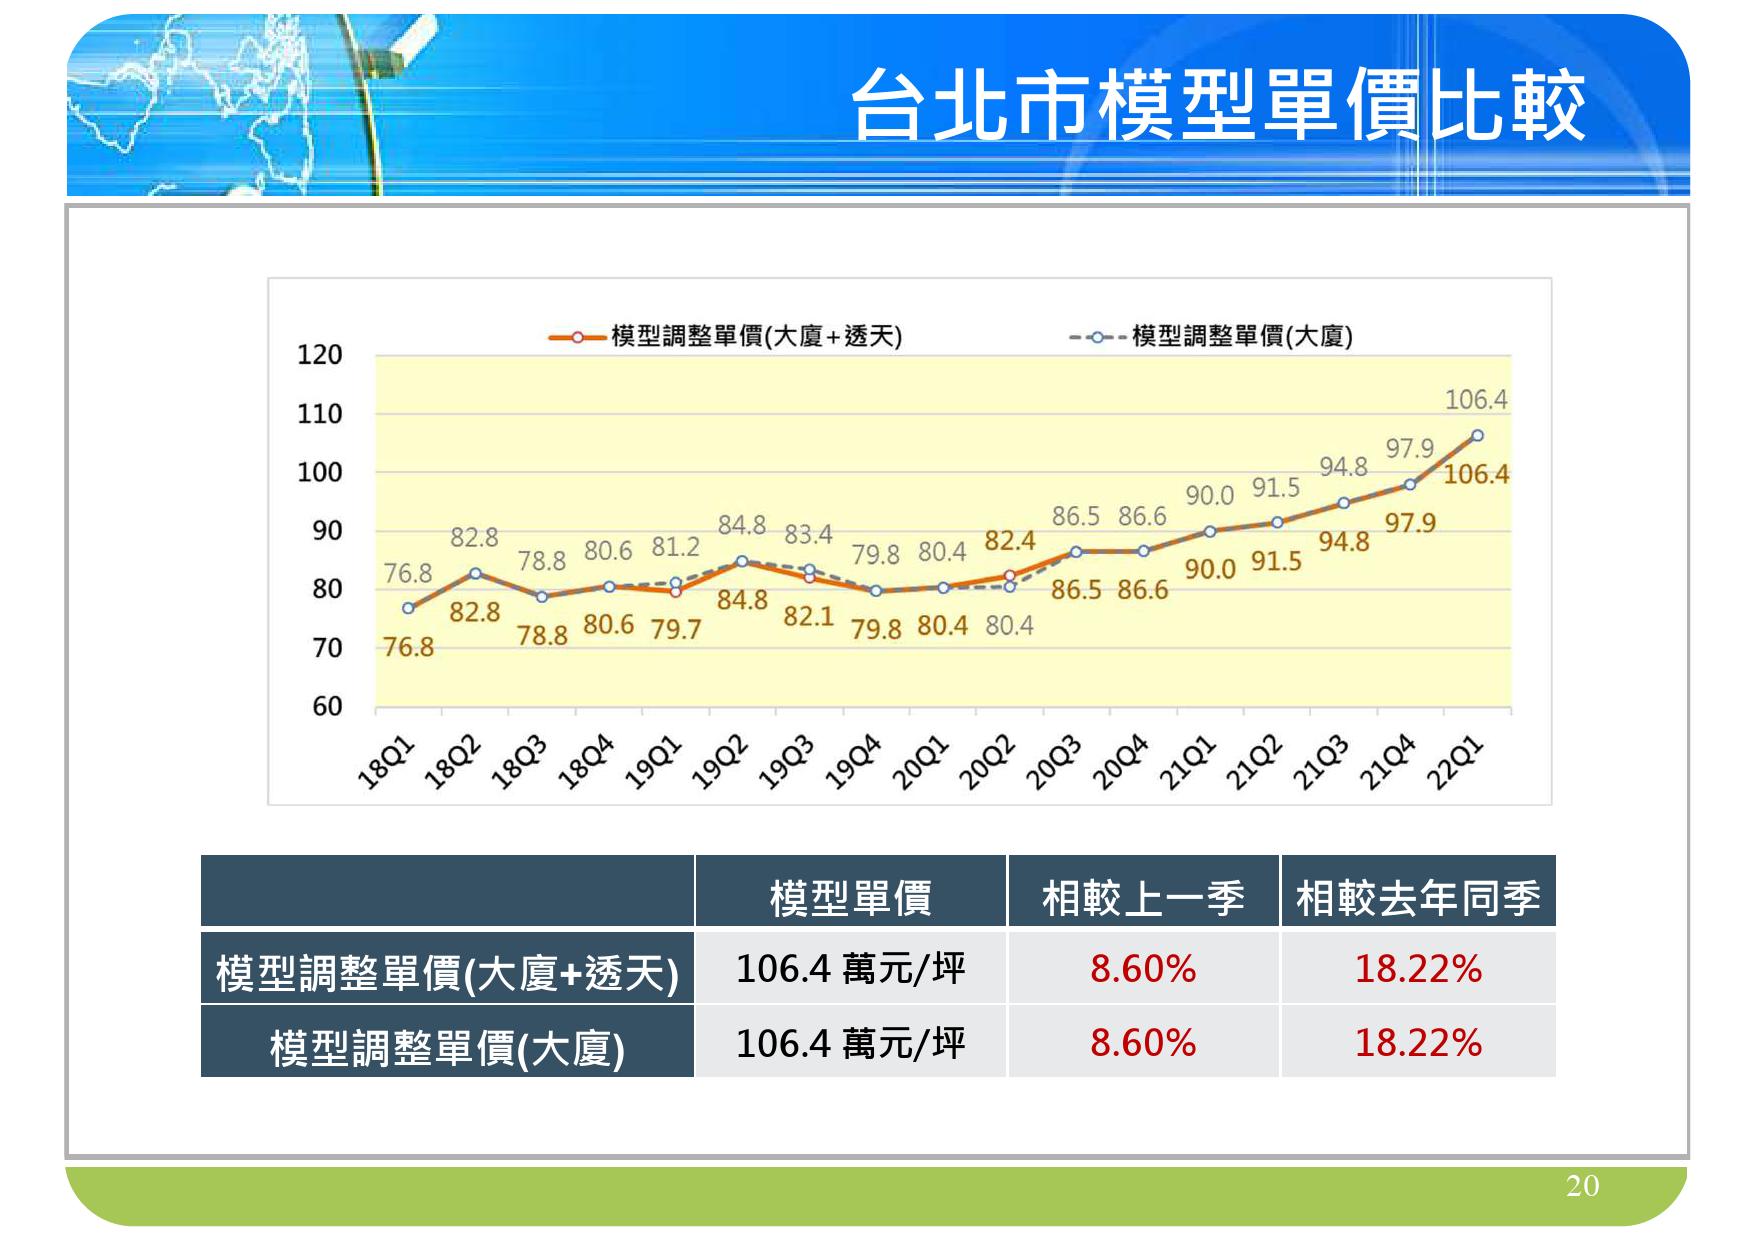 台北市模型單價比較
模型調整單價(大廈+透天) 模型調整單價(大廈)
120
110
100
90
80
70
60
76.8 82.8 78.8 80.6 81.2 84.8 83.4 79.8 80.4 80.4 86.5 86.6 90.0 91.5 94.8 97.9 106.4
76.8 82.8 78.8 80.6 79.7 84.8 82.1 79.8 80.4 82.4 86.5 86.6 90.0 91.5 94.8 97.9 106.4
18Q1 18Q2 18Q3 18Q4 19Q1 19Q2 19Q3 19Q4 20Q1 20Q2 20Q3 20Q4 21Q1 21Q2 21Q3 21Q4 22Q1
模型單價 相較上一季 相較去年同季
模型調整單價(大廈+透天) 106.4 萬元/坪 8.60% 18.22%
模型調整單價(大廈) 106.4 萬元/坪 8.60% 18.22%
20